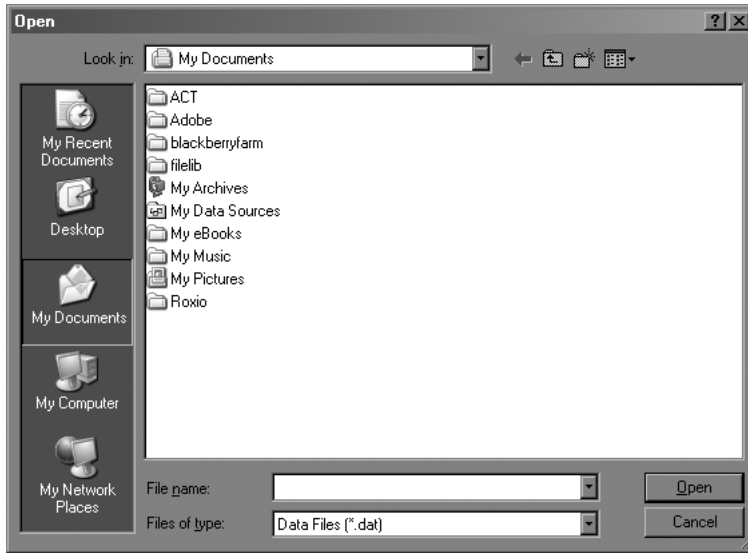 Open
Look in:
My Documents
My Recent
Documents
Desktop
My Documents
My Computer
My Network
Places
ACT
Adobe
blackberryfarm
filelib
My Archives
My Data Sources
My eBooks
My Music
My Pictures
Roxio
File name:
Open
Files of type:
Data Files (*.dat)
Cancel